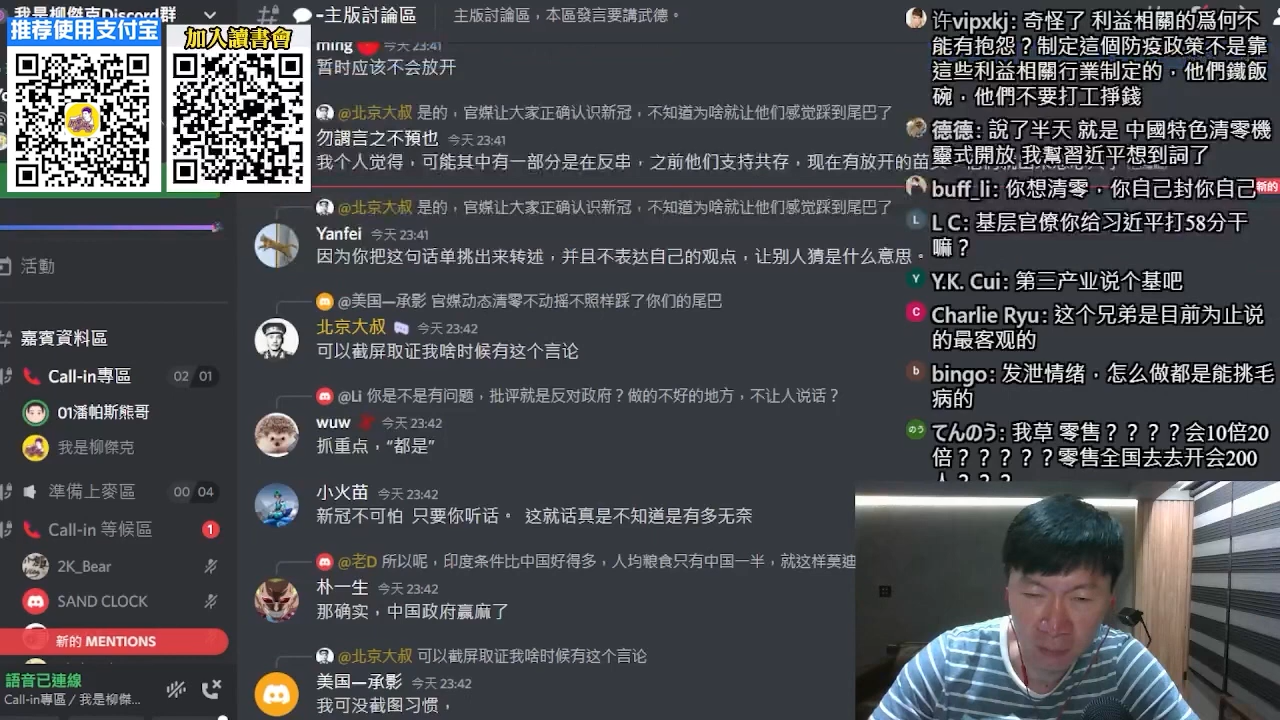 我是柳傑克Discord群
推荐使用支付宝
加入讀書會
活動
嘉賓資料區
Call-in專區
02 01
01潘帕斯熊哥
我是柳傑克
準備上麥區
00 04
Call-in 等候區
1
2K_Bear
SAND CLOCK
新的 MENTIONS
語音已連線
Call-in專區 / 我是柳傑...
-主版討論區
主版討論區，本區發言要講武德。
ming 今天 23:41
暂时应该不会放开
@北京大叔 是的，官媒让大家正确认识新冠，不知道为啥就让他们感觉踩到尾巴了
勿謂言之不預也 今天 23:41
我个人觉得，可能其中有一部分是在反串，之前他们支持共存，现在有放开的苗
@北京大叔 是的，官媒让大家正确认识新冠，不知道为啥就让他们感觉踩到尾巴了
Yanfei 今天 23:41
因为你把这句话单挑出来转述，并且不表达自己的观点，让别人猜是什么意思。
@美国—承影 官媒动态清零不动摇不照样踩了你们的尾巴
北京大叔 今天 23:42
可以截屏取证我啥时候有这个言论
@Li 你是不是有问题，批评就是反对政府？做的不好的地方，不让人说话？
wuw 今天 23:42
抓重点，“都是”
小火苗 今天 23:42
新冠不可怕 只要你听话。 这就话真是不知道是有多无奈
@老D 所以呢，印度条件比中国好得多，人均粮食只有中国一半，就这样莫迪
朴一生 今天 23:42
那确实，中国政府赢麻了
@北京大叔 可以截屏取证我啥时候有这个言论
美国—承影 今天 23:42
我可没截图习惯，
许vipxkj: 奇怪了 利益相關的爲何不
能有抱怨？制定這個防疫政策不是靠
這些利益相關行業制定的，他們鐵飯
碗，他們不要打工掙錢
德德: 說了半天 就是 中國特色清零機
靈式開放 我幫習近平想到詞了
buff_li: 你想清零，你自己封你自己
新的
L C: 基层官僚你给习近平打58分干
嘛？
Y.K. Cui: 第三产业说个基吧
Charlie Ryu: 这个兄弟是目前为止说
的最客观的
bingo: 发泄情绪，怎么做都是能挑毛
病的
てんのう: 我草 零售？？？？会10倍20
倍？？？？？零售全国去去开会200
人？？？